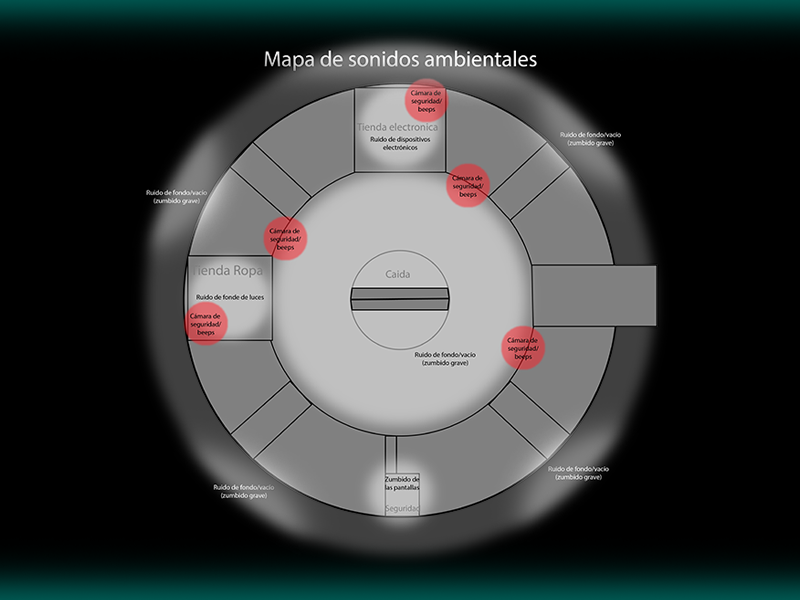 Mapa de sonidos ambientales
Cámara de
seguridad/
beeps
Tienda electronica
Ruido de dispositivos
electrónicos
Ruido de fondo/vacio
(zumbido grave)
Cámara de
seguridad/
beeps
Ruido de fondo/vacio
(zumbido grave)
Cámara de
seguridad/
beeps
Tienda Ropa
Ruido de fonde de luces
Caida
Cámara de
seguridad/
beeps
Cámara de
seguridad/
beeps
Ruido de fondo/vacio
(zumbido grave)
Ruido de fondo/vacio
(zumbido grave)
Zumbido de
las pantallas
Ruido de fondo/vacio
(zumbido grave)
Seguridad